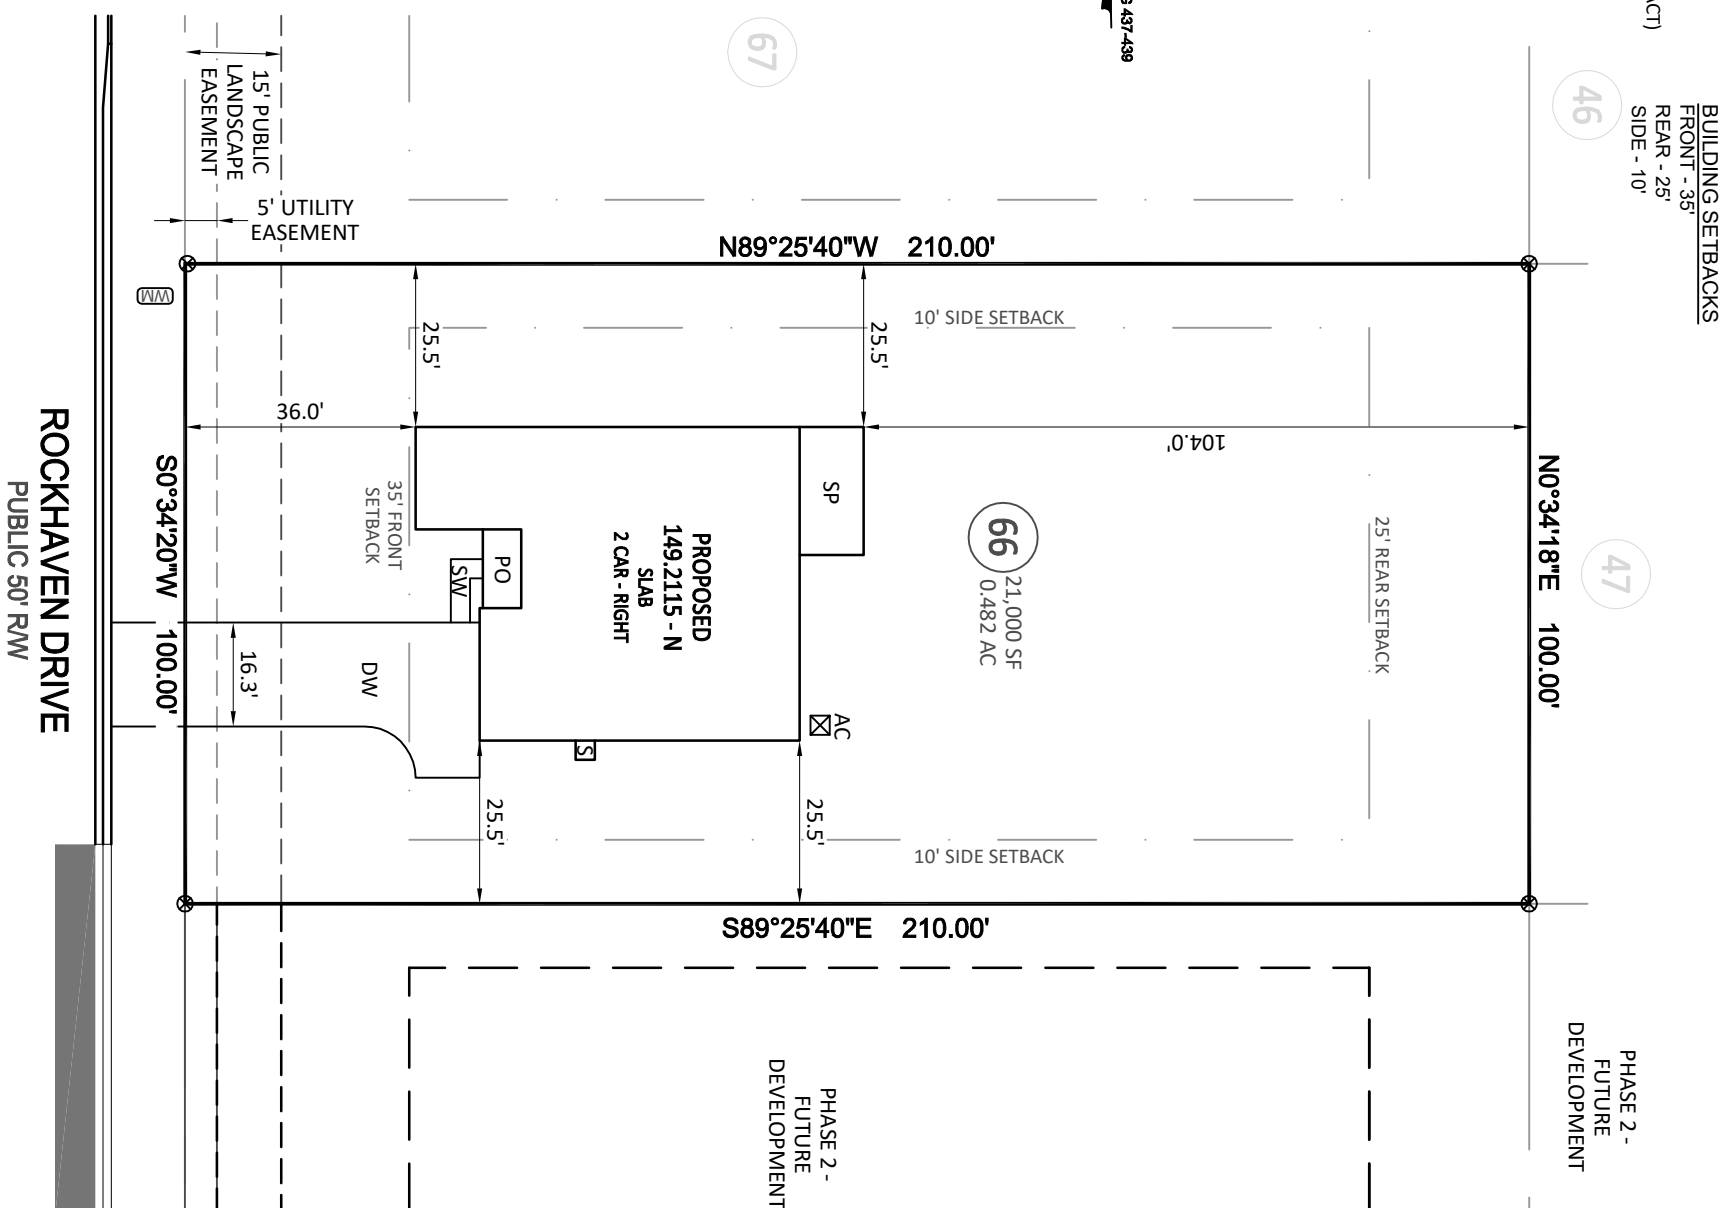 ACT)
G 437-439
BUILDING SETBACKS
FRONT - 35'
REAR - 25'
SIDE - 10'
46
67
47
15' PUBLIC
LANDSCAPE
EASEMENT
5' UTILITY
EASEMENT
N89°25'40"W 210.00'
WM
25.5'
25.5'
10' SIDE SETBACK
36.0'
104.0'
N0°34'18"E 100.00'
25' REAR SETBACK
66
21,000 SF
0.482 AC
SP
PROPOSED
149.2115 - N
SLAB
2 CAR - RIGHT
PO
SW
35' FRONT
SETBACK
S0°34'20"W 100.00'
ROCKHAVEN DRIVE
PUBLIC 50' R/W
16.3'
DW
AC
S
25.5'
25.5'
10' SIDE SETBACK
S89°25'40"E 210.00'
PHASE 2 -
FUTURE
DEVELOPMENT
PHASE 2 -
FUTURE
DEVELOPMENT